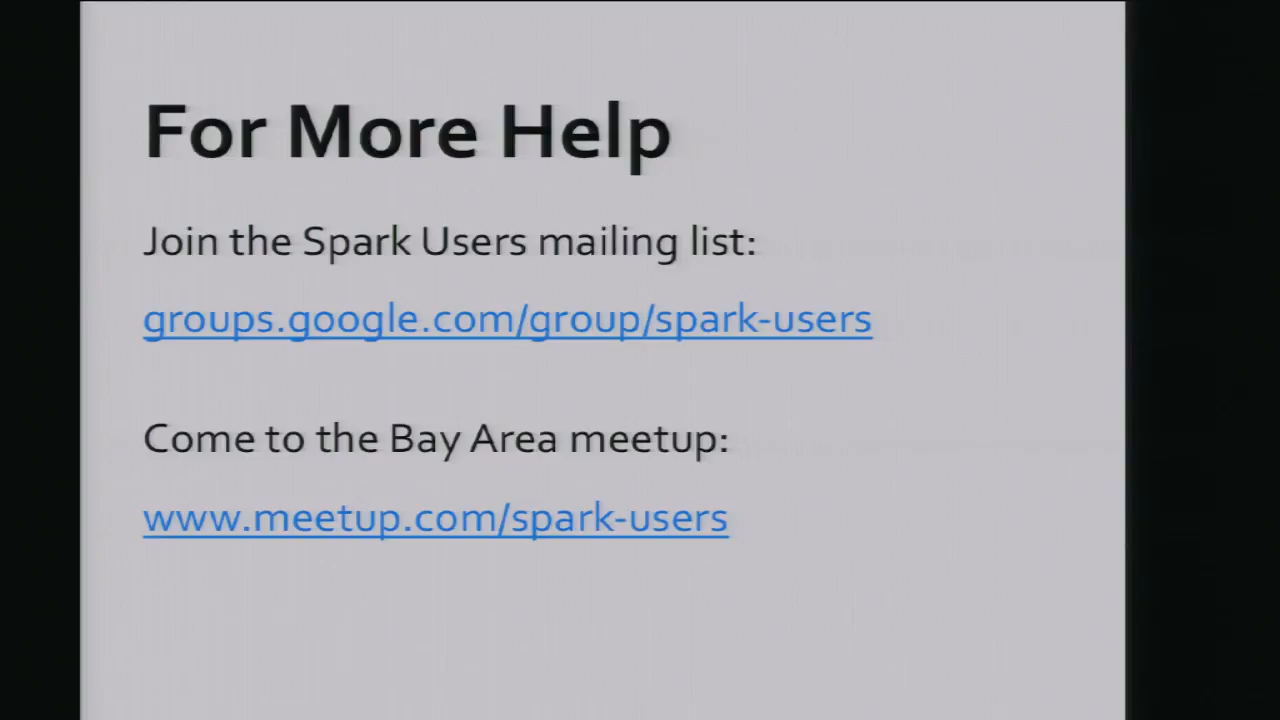 For More Help
Join the Spark Users mailing list:
groups.google.com/group/spark-users
Come to the Bay Area meetup:
www.meetup.com/spark-users